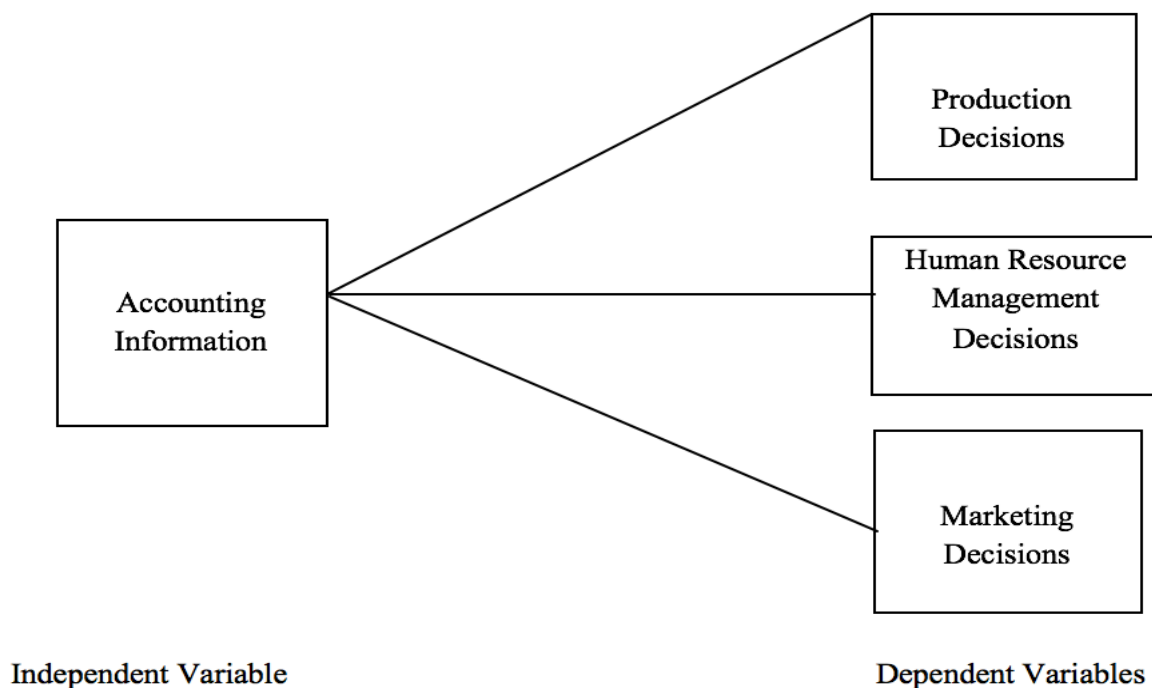 Production
Decisions
Accounting
Information
Human Resource
Management
Decisions
Marketing
Decisions
Independent Variable
Dependent Variables